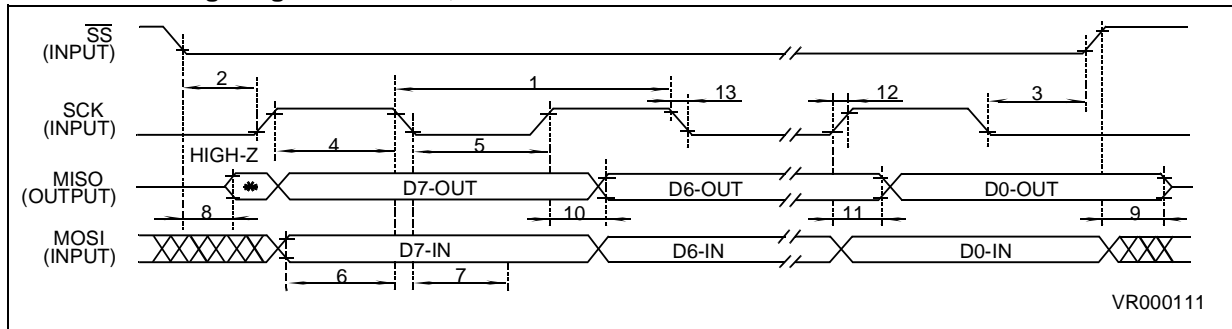 SS
(INPUT)
2
1
13
12
3
SCK
(INPUT)
4
5
HIGH-Z
MISO
(OUTPUT)
*
D7-OUT
D6-OUT
D0-OUT
8
10
11
9
MOSI
(INPUT)
D7-IN
D6-IN
D0-IN
6
7
VR000111